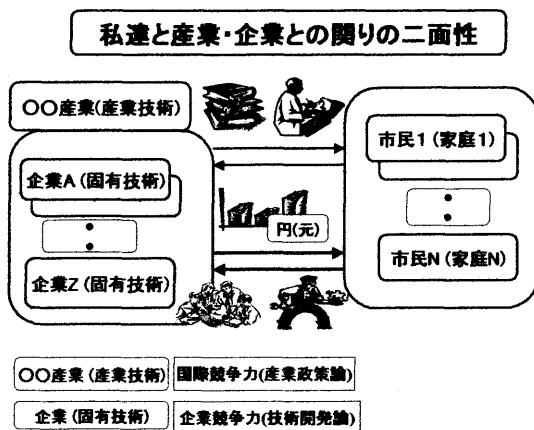 私達と産業・企業との関りの二面性
〇〇産業(産業技術)
企業A(固有技術)
企業Z(固有技術)
円(元)
市民1(家庭1)
市民N(家庭N)
〇〇産業(産業技術) 国際競争力(産業政策論)
企業(固有技術) 企業競争力(技術開発論)